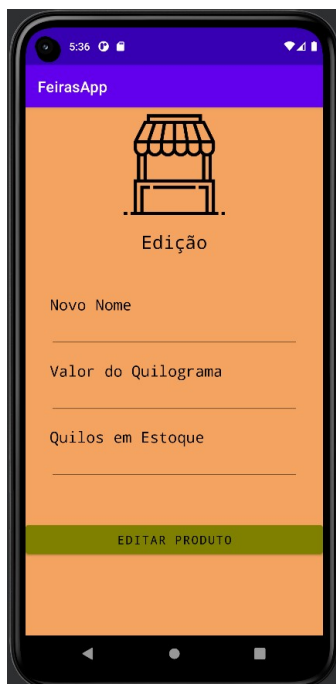 5:36
FeirasApp
Edição
Novo Nome
Valor do Quilograma
Quilos em Estoque
EDITAR PRODUTO